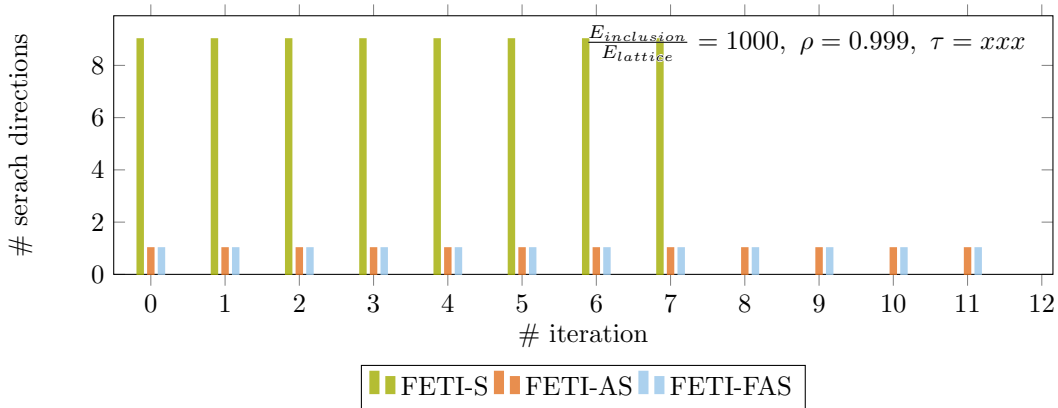 # serach directions
8
6
4
2
0
E_inclusion / E_lattice = 1000, ρ = 0.999, τ = xxx
0 1 2 3 4 5 6 7 8 9 10 11 12
# iteration
FETI-S FETI-AS FETI-FAS